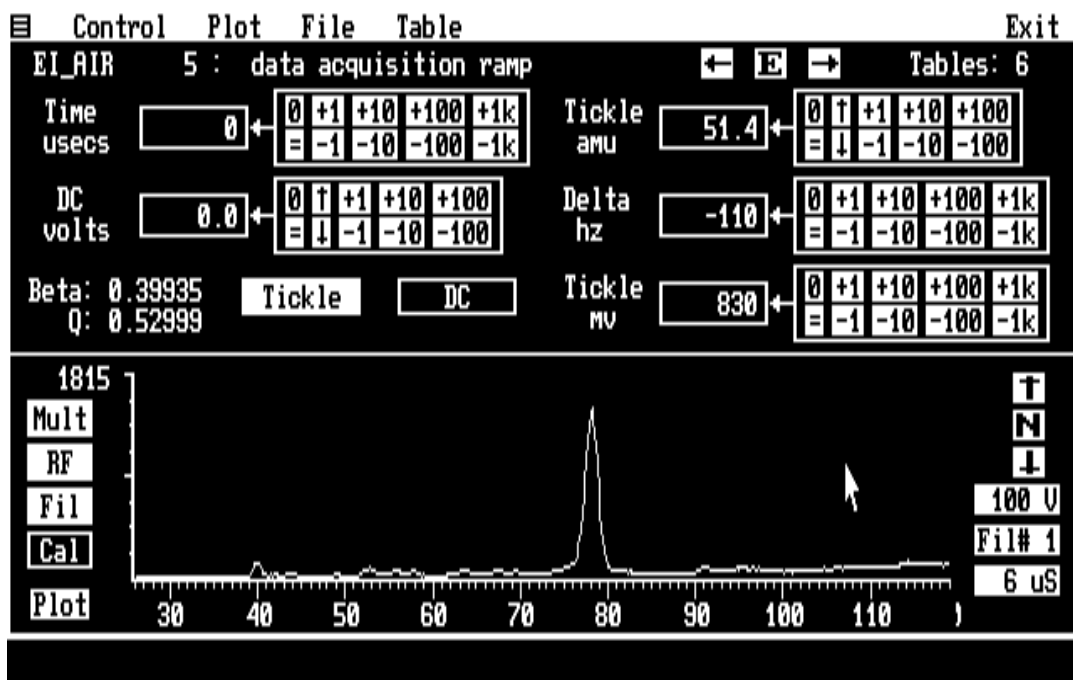 Control Plot File Table Exit
EI_AIR 5 : data acquisition ramp ← E → Tables: 6
Time usecs 0 ← 0 +1 +10 +100 +1k
= -1 -10 -100 -1k
Tickle amu 51.4 ← 0 ↑ +1 +10 +100
= ↓ -1 -10 -100
DC volts 0.0 ← 0 ↑ +1 +10 +100
= ↓ -1 -10 -100
Delta hz -110 ← 0 +1 +10 +100 +1k
= -1 -10 -100 -1k
Beta: 0.39935
Q: 0.52999
Tickle DC
Tickle MV 830 ← 0 +1 +10 +100 +1k
= -1 -10 -100 -1k
1815
Mult
RF
Fil
Cal
Plot
30 40 50 60 70 80 90 100 110
↑
N
↓
100 V
Fil# 1
6 uS